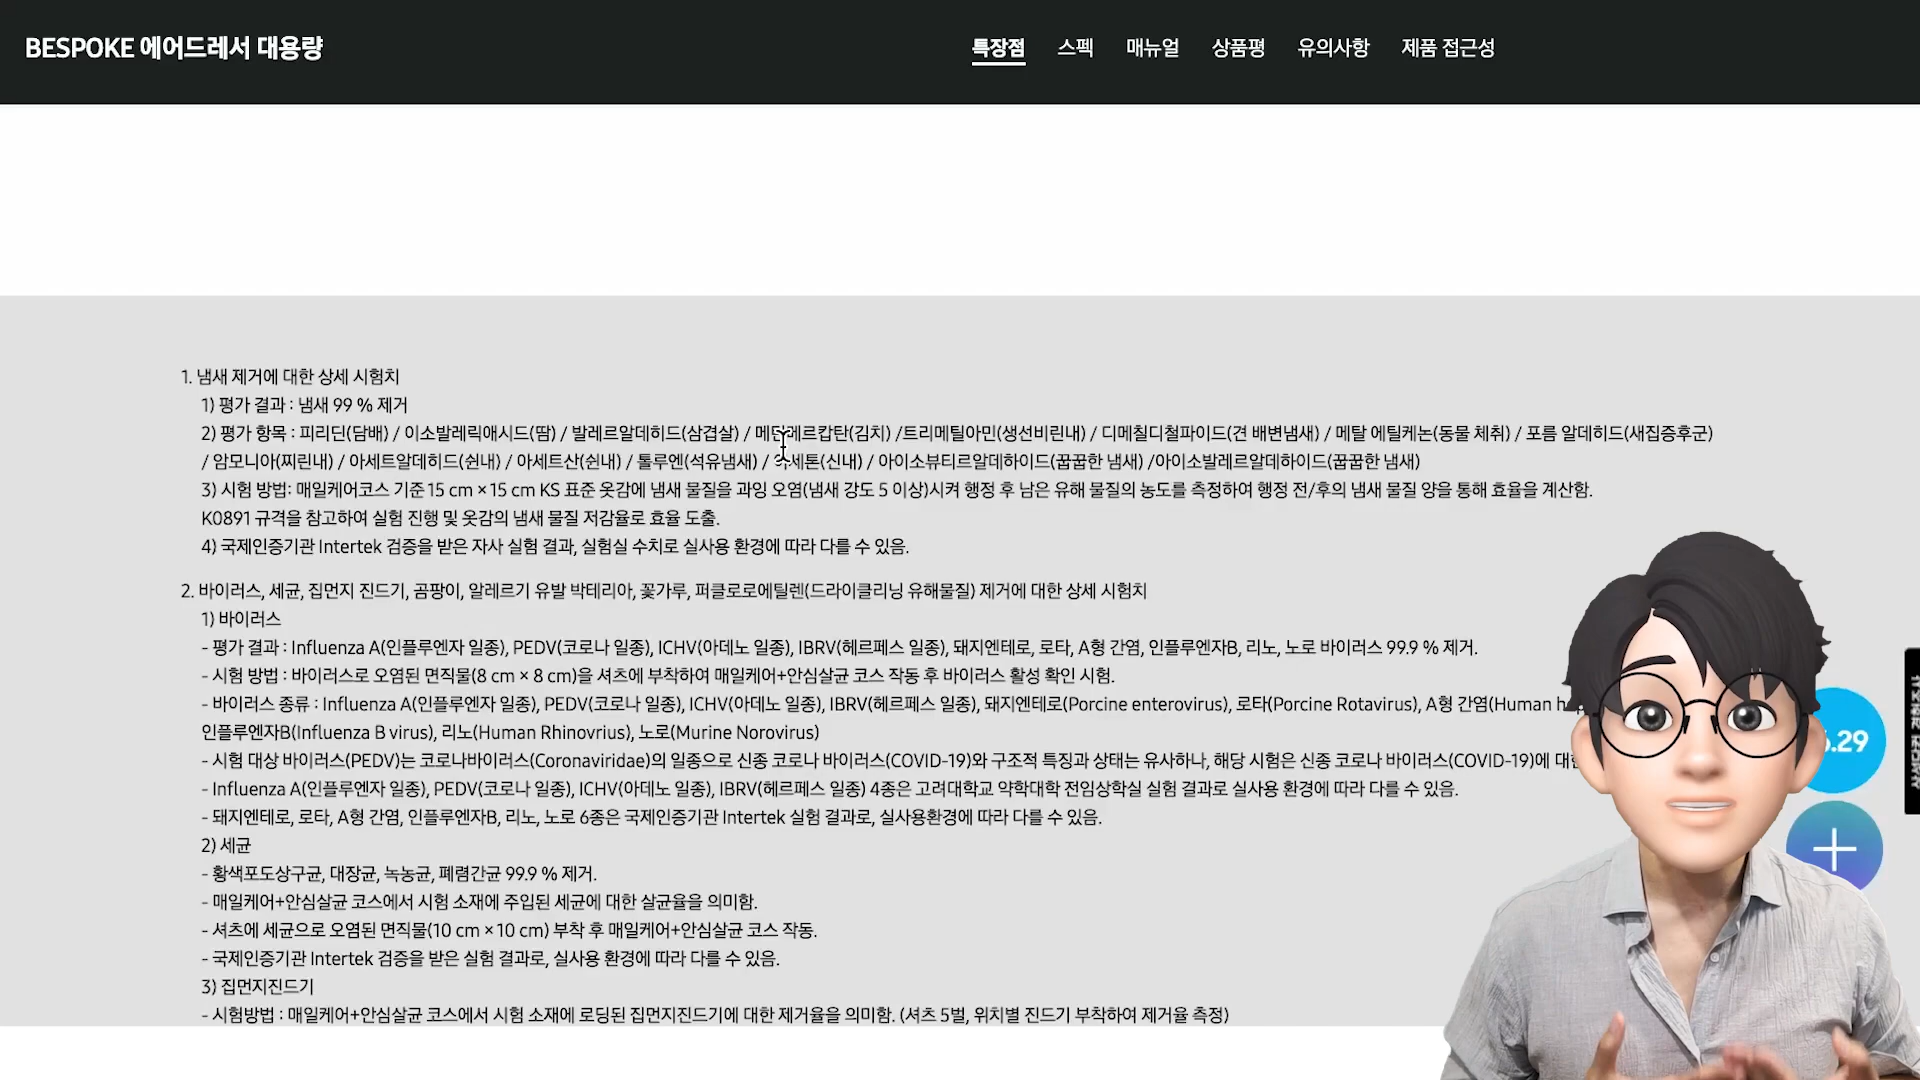 BESPOKE 에어드레서 대용량
특장점 스펙 매뉴얼 상품평 유의사항 제품 접근성
1. 냄새 제거에 대한 상세 시험치
1) 평가 결과 : 냄새 99 % 제거
2) 평가 항목 : 피리딘(담배) / 이소발레릭애시드(땀) / 발레르알데히드(삼겹살) / 메틸메르캅탄(김치) /트리메틸아민(생선비린내) / 디메칠디철파이드(견 배변냄새) / 메탈 에틸케논(동물 체취) / 포름 알데히드(새집증후군)
/ 암모니아(찌린내) / 아세트알데히드(쉰내) / 아세트산(쉰내) / 톨루엔(석유냄새) / 아세톤(신내) / 아이소뷰티르알데하이드(꿉꿉한 냄새) /아이소발레르알데하이드(꿉꿉한 냄새)
3) 시험 방법: 매일케어코스 기준 15 cm × 15 cm KS 표준 옷감에 냄새 물질을 과잉 오염(냄새 강도 5 이상)시켜 행정 후 남은 유해 물질의 농도를 측정하여 행정 전/후의 냄새 물질 양을 통해 효율을 계산함.
K0891 규격을 참고하여 실험 진행 및 옷감의 냄새 물질 저감율로 효율 도출.
4) 국제인증기관 Intertek 검증을 받은 자사 실험 결과, 실험실 수치로 실사용 환경에 따라 다를 수 있음.
2. 바이러스, 세균, 집먼지 진드기, 곰팡이, 알레르기 유발 박테리아, 꽃가루, 퍼클로로에틸렌(드라이클리닝 유해물질) 제거에 대한 상세 시험치
1) 바이러스
- 평가 결과 : Influenza A(인플루엔자 일종), PEDV(코로나 일종), ICHV(아데노 일종), IBRV(헤르페스 일종), 돼지엔테로, 로타, A형 간염, 인플루엔자B, 리노, 노로 바이러스 99.9 % 제거.
- 시험 방법 : 바이러스로 오염된 면직물(8 cm × 8 cm)을 셔츠에 부착하여 매일케어+안심살균 코스 작동 후 바이러스 활성 확인 시험.
- 바이러스 종류 : Influenza A(인플루엔자 일종), PEDV(코로나 일종), ICHV(아데노 일종), IBRV(헤르페스 일종), 돼지엔테로(Porcine enterovirus), 로타(Porcine Rotavirus), A형 간염(Human
인플루엔자B(Influenza B virus), 리노(Human Rhinovrius), 노로(Murine Norovirus)
- 시험 대상 바이러스(PEDV)는 코로나바이러스(Coronaviridae)의 일종으로 신종 코로나 바이러스(COVID-19)와 구조적 특징과 상태는 유사하나, 해당 시험은 신종 코로나 바이러스(COVID-19)에
- Influenza A(인플루엔자 일종), PEDV(코로나 일종), ICHV(아데노 일종), IBRV(헤르페스 일종) 4종은 고려대학교 약학대학 전임상학실 실험 결과로 실사용 환경에 따라 다를 수 있음.
- 돼지엔테로, 로타, A형 간염, 인플루엔자B, 리노, 노로 6종은 국제인증기관 Intertek 실험 결과로, 실사용환경에 따라 다를 수 있음.
2) 세균
- 황색포도상구균, 대장균, 녹농균, 폐렴간균 99.9 % 제거.
- 매일케어+안심살균 코스에서 시험 소재에 주입된 세균에 대한 살균율을 의미함.
- 셔츠에 세균으로 오염된 면직물(10 cm × 10 cm) 부착 후 매일케어+안심살균 코스 작동.
- 국제인증기관 Intertek 검증을 받은 실험 결과로, 실사용 환경에 따라 다를 수 있음.
3) 집먼지진드기
- 시험방법 : 매일케어+안심살균 코스에서 시험 소재에 로딩된 집먼지진드기에 대한 제거율을 의미함. (셔츠 5벌, 위치별 진드기 부착하여 제거율 측정)